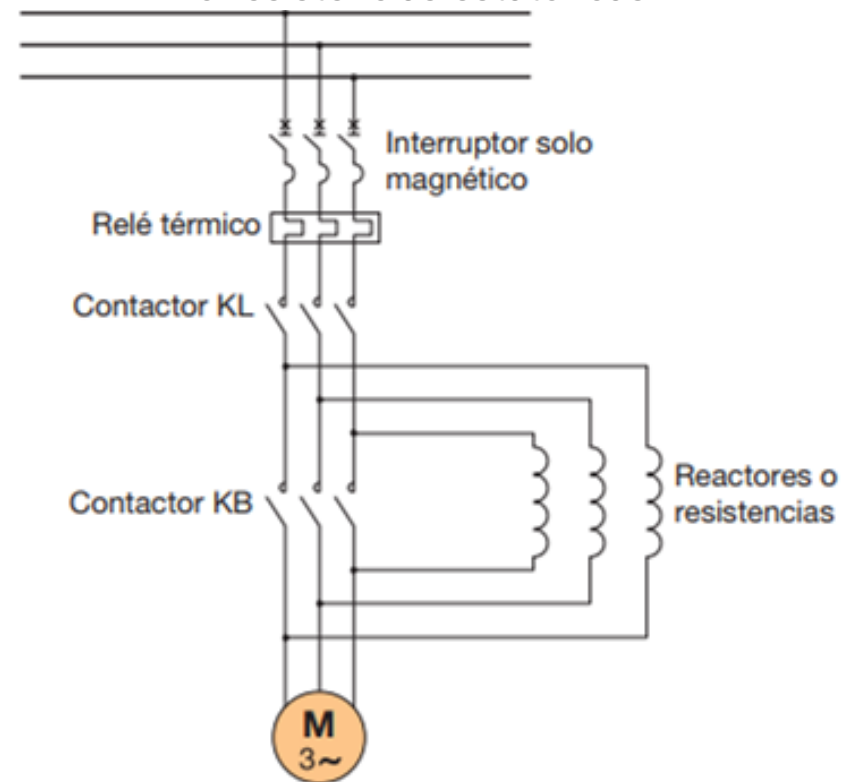 Interruptor solo
magnético
Relé térmico
Contactor KL
Contactor KB
Reactores o
resistencias
M
3~